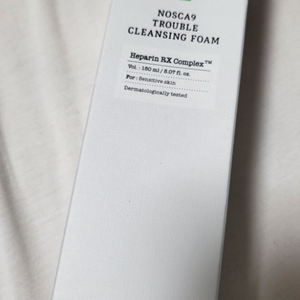 NOSCA9
TROUBLE
CLEANSING FOAM
Heparin RX Complex™
Vol. : 150 ml / 5.07 fl. oz.
For : Sensitive skin
Dermatologically tested